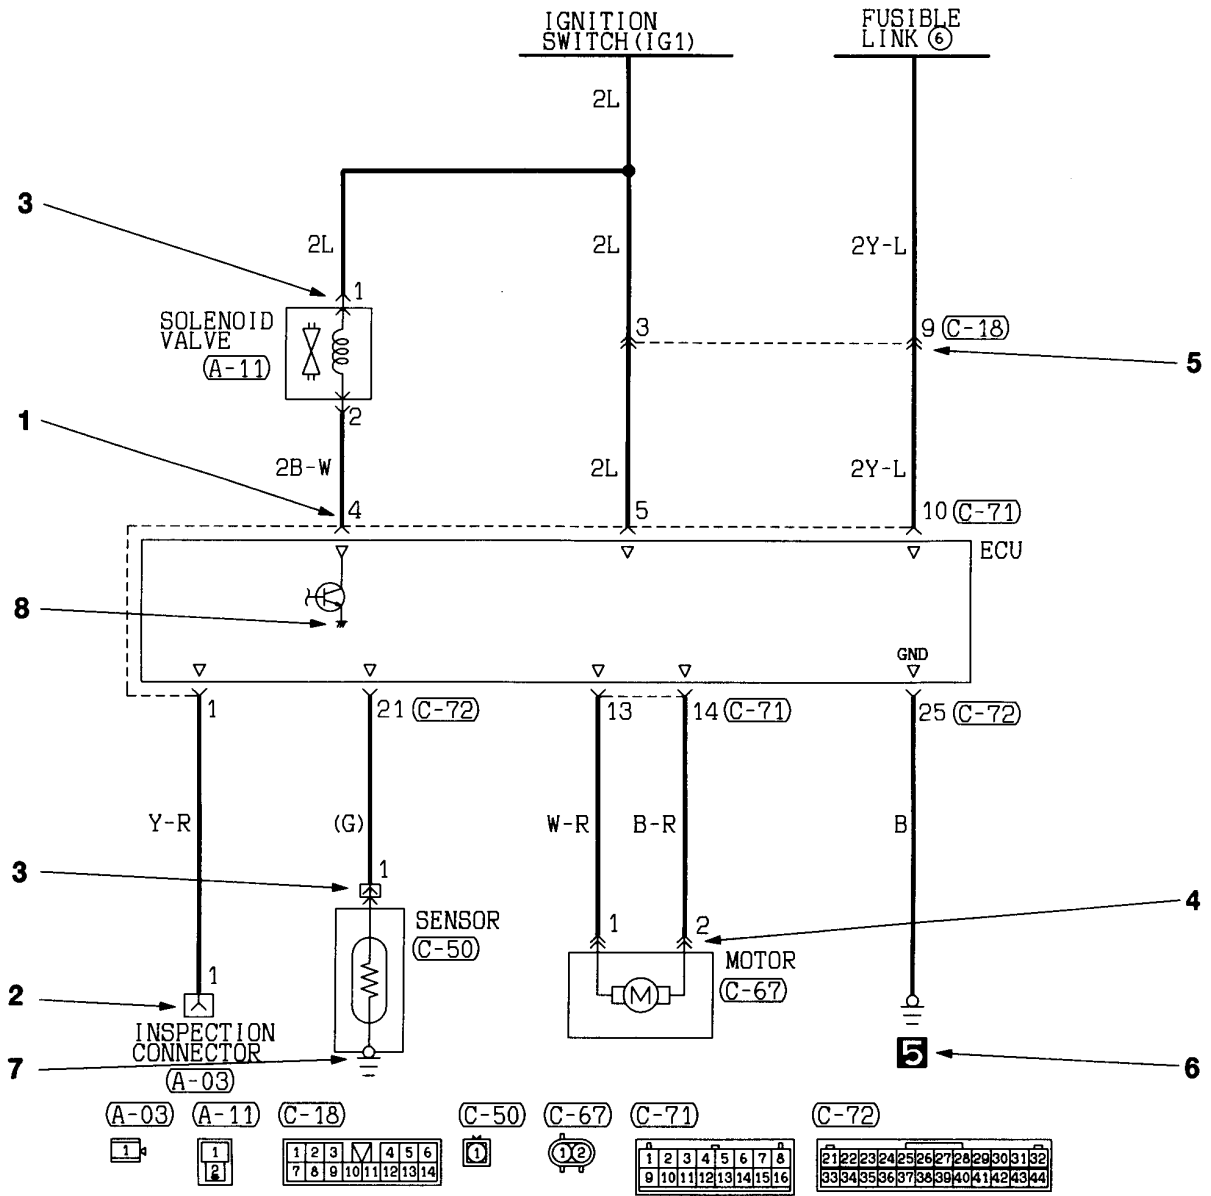 IGNITION
SWITCH(IG1)
FUSIBLE
LINK ⑥
2L
3
2L
2L
2Y-L
1
SOLENOID
VALVE
(A-11)
3
9 (C-18)
5
2
1
2B-W
2L
2Y-L
4
5
10 (C-71)
ECU
8
GND
1
21 (C-72)
13
14 (C-71)
25 (C-72)
Y-R
(G)
W-R
B-R
B
3
1
SENSOR
(C-50)
1
2
4
MOTOR
(C-67)
M
1
2
INSPECTION
CONNECTOR
(A-03)
7
5
6
(A-03)
(A-11)
(C-18)
(C-50)
(C-67)
(C-71)
(C-72)
1
1
2
1 2 3 4 5 6
7 8 9 10 11 12 13 14
1
1 2
1 2 3 4 5 6 7 8
9 10 11 12 13 14 15 16
21 22 23 24 25 26 27 28 29 30 31 32
33 34 35 36 37 38 39 40 41 42 43 44